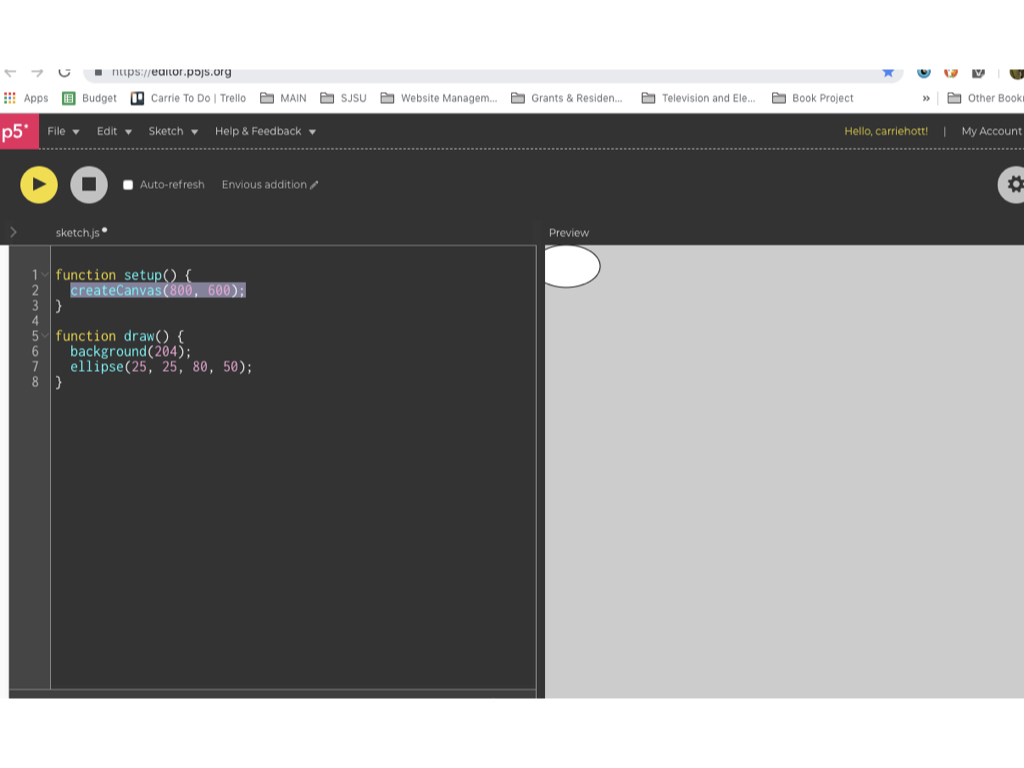 https://editor.p5js.org
Apps Budget Carrie To Do | Trello MAIN SJSU Website Managem... Grants & Residen... Television and Ele... Book Project » Other Bookm
p5* File Edit Sketch Help & Feedback Hello, carriehott! | My Account
Auto-refresh Envious addition
sketch.js Preview
1 function setup() {
2 createCanvas(800, 600);
3 }
4
5 function draw() {
6 background(204);
7 ellipse(25, 25, 80, 50);
8 }